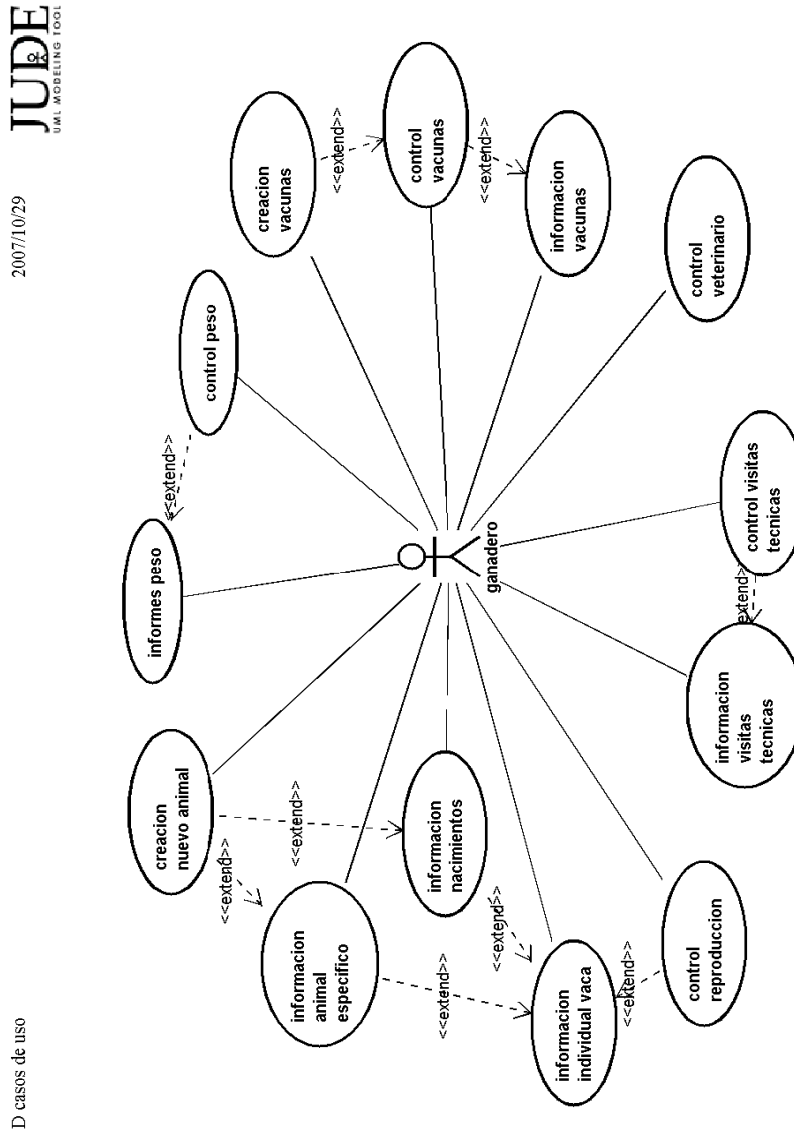 D casos de uso
2007/10/29
JUDE
UML MODELING TOOL
informes peso
creacion
nuevo animal
<<extend>>
control peso
<<extend>>
creacion
vacunas
<<extend>>
<<extend>>
informacion
animal
especifico
<<extend>>
control
vacunas
informacion
nacimientos
<<extend>>
<<extend>>
<<extend>>
ganadero
informacion
vacunas
informacion
individual vaca
<<extend>>
control
reproduccion
control
veterinario
informacion
visitas
tecnicas
extend>
control visitas
tecnicas